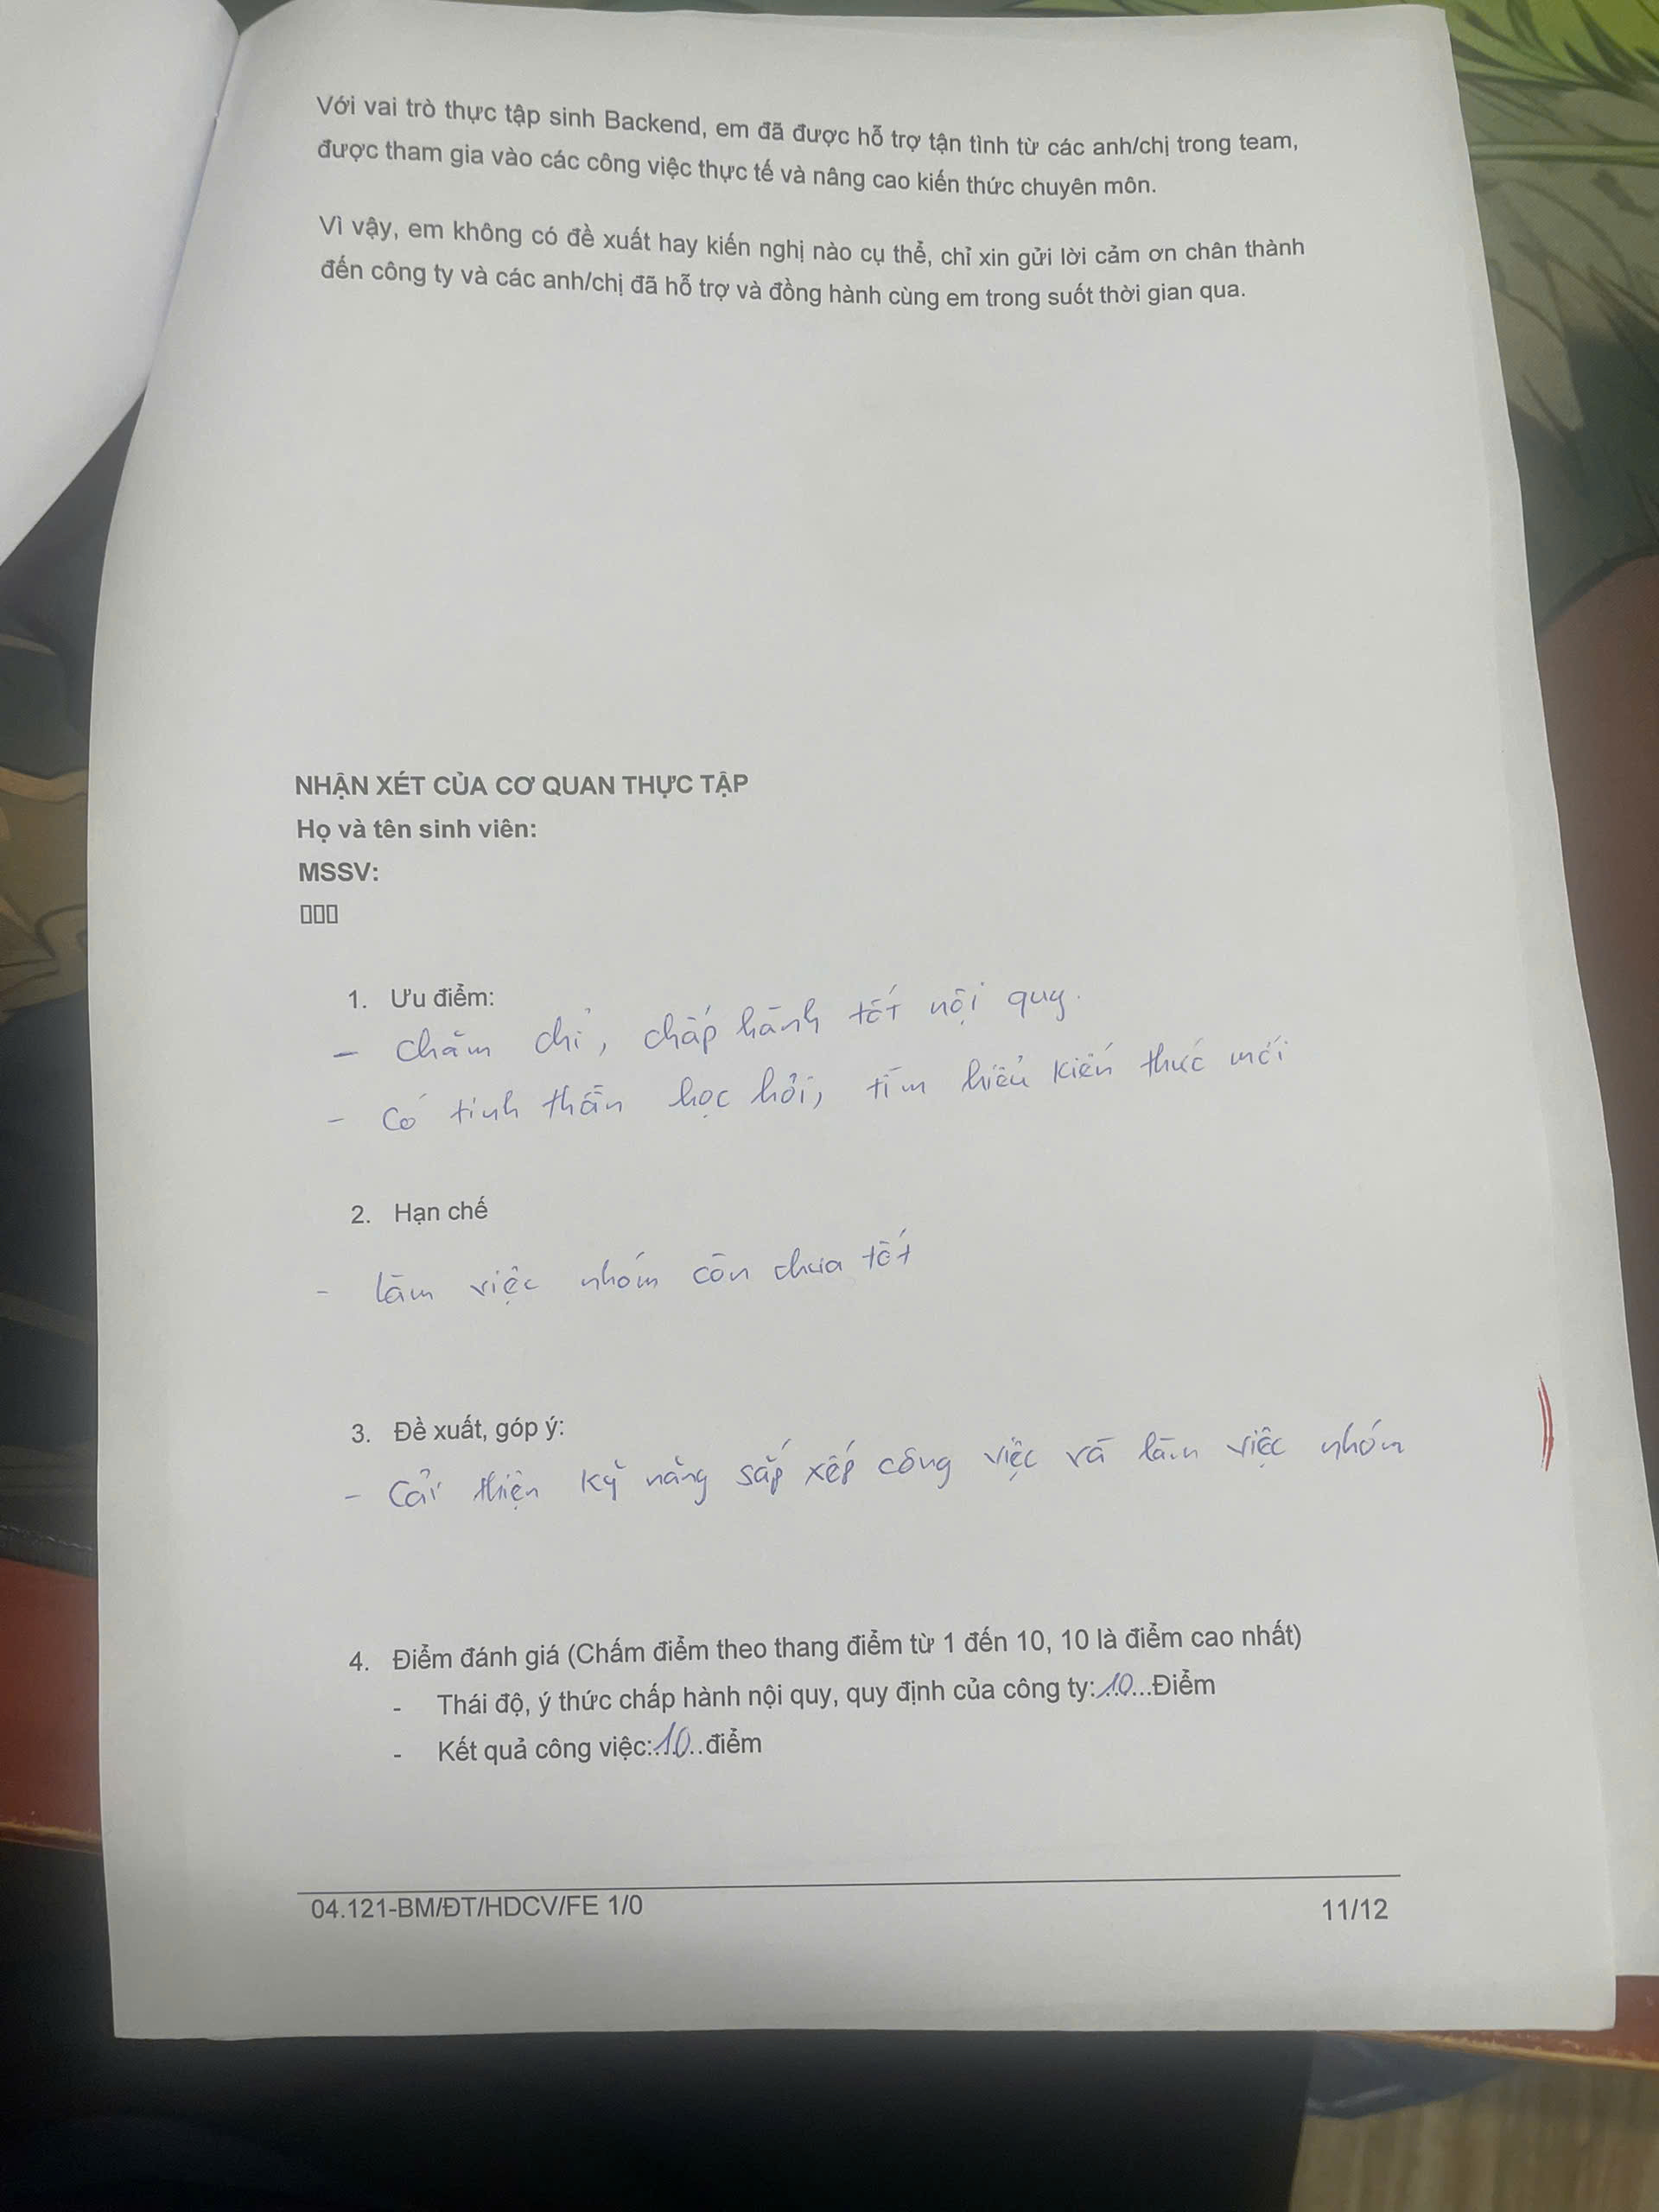 Với vai trò thực tập sinh Backend, em đã được hỗ trợ tận tình từ các anh/chị trong team,
được tham gia vào các công việc thực tế và nâng cao kiến thức chuyên môn.
Vì vậy, em không có đề xuất hay kiến nghị nào cụ thể, chỉ xin gửi lời cảm ơn chân thành
đến công ty và các anh/chị đã hỗ trợ và đồng hành cùng em trong suốt thời gian qua.
NHẬN XÉT CỦA CƠ QUAN THỰC TẬP
Họ và tên sinh viên:
MSSV:
1. Ưu điểm:
- chăm chỉ, chấp hành tốt nội quy.
- Có tinh thần học hỏi, tìm hiểu kiến thức mới
2. Hạn chế
- làm việc nhóm còn chưa tốt
3. Đề xuất, góp ý:
- Cải thiện kỹ năng sắp xếp công việc và làm việc nhóm
4. Điểm đánh giá (Chấm điểm theo thang điểm từ 1 đến 10, 10 là điểm cao nhất)
- Thái độ, ý thức chấp hành nội quy, quy định của công ty:.10...Điểm
- Kết quả công việc:.10..điểm
04.121-BM/ĐT/HDCV/FE 1/0 11/12